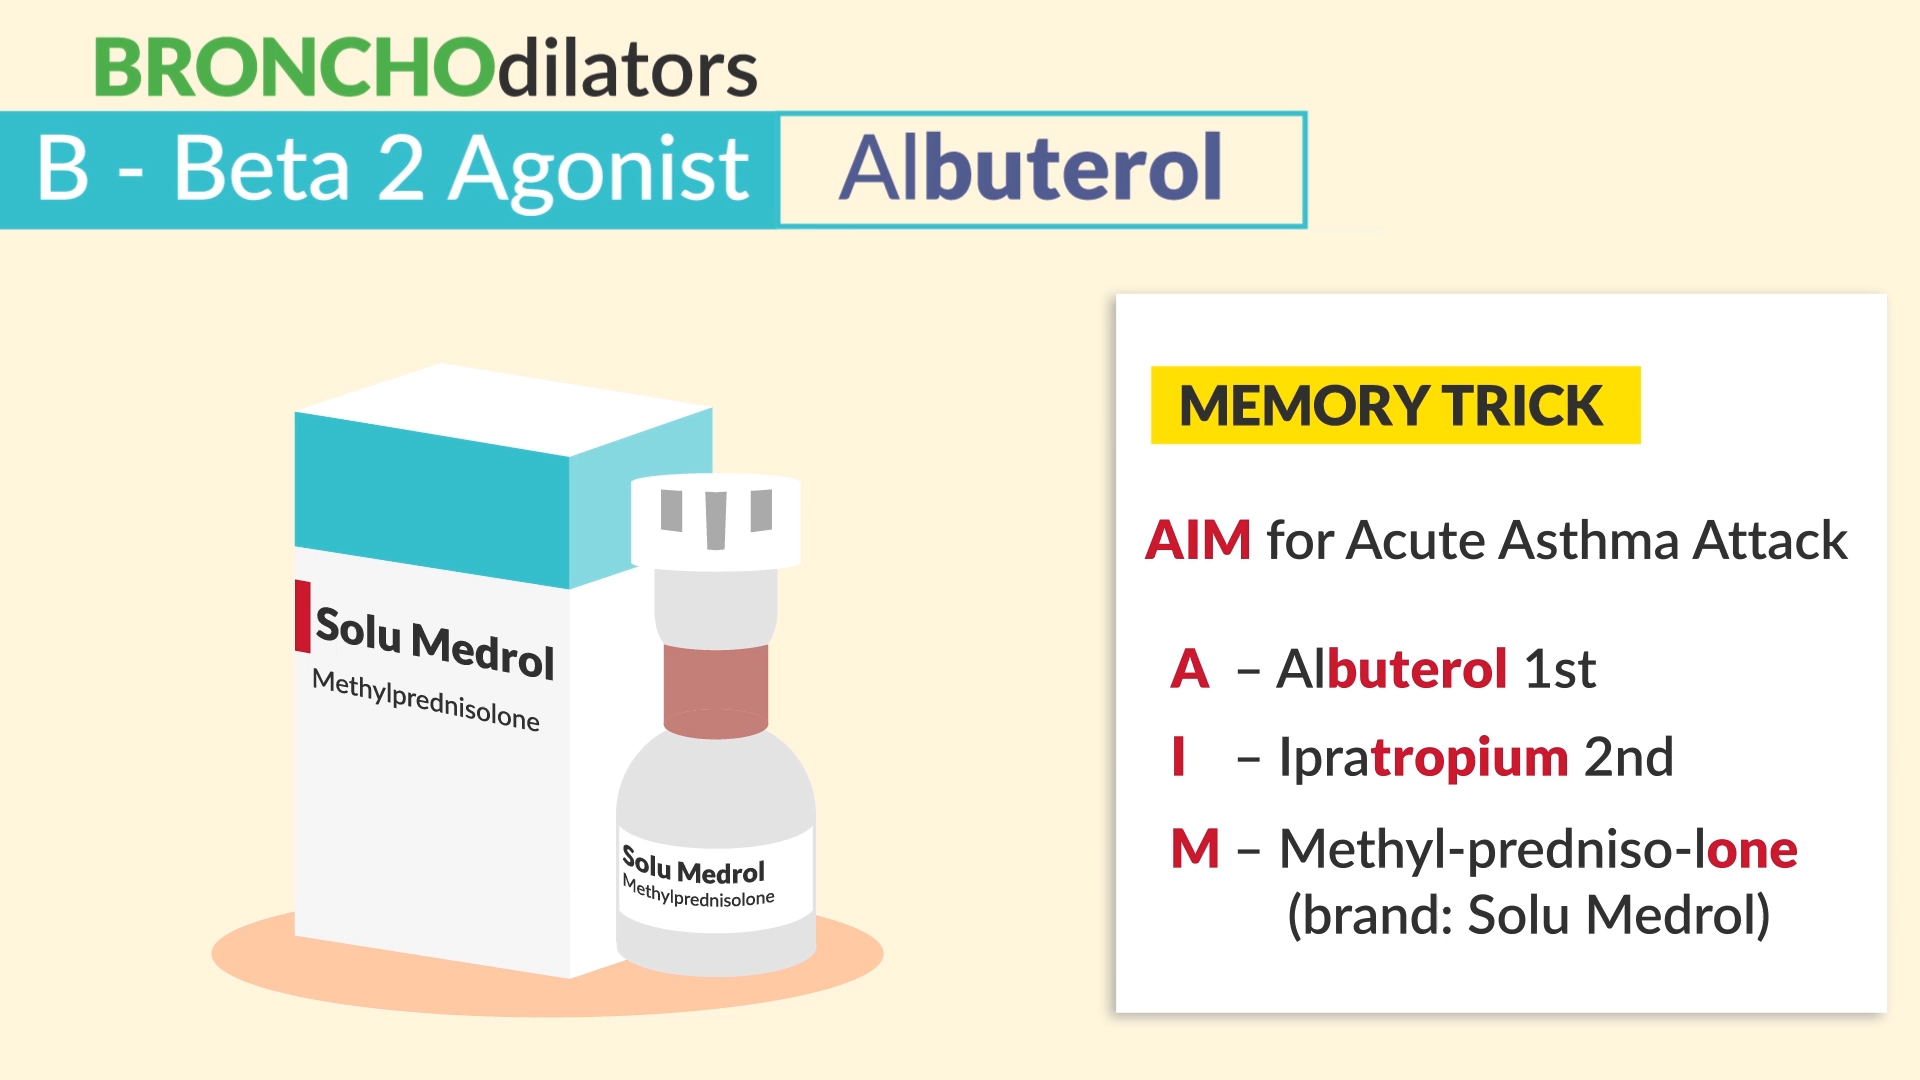 BRONCHOdilators
B - Beta 2 Agonist
Albuterol
Solu Medrol
Methylprednisolone
Solu Medrol
Methylprednisolone
MEMORY TRICK
AIM for Acute Asthma Attack
A – Albuterol 1st
I – Ipratropium 2nd
M – Methyl-predniso-lone
(brand: Solu Medrol)